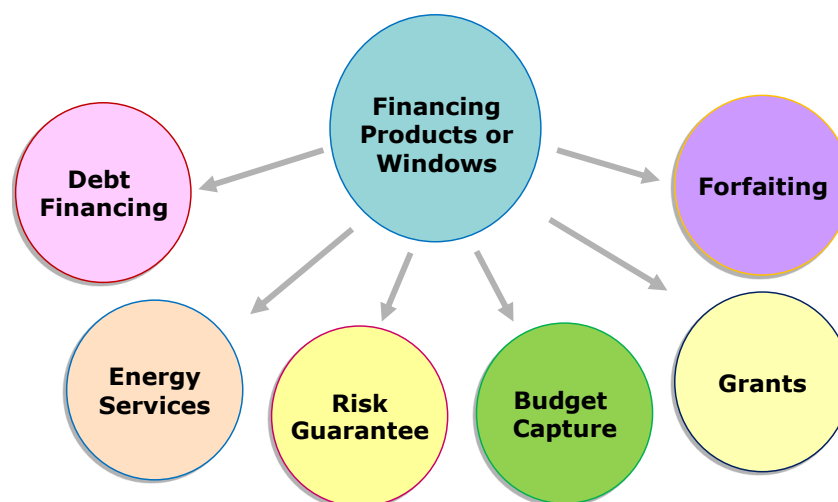 Financing
Products or
Windows
Debt
Financing
Forfaiting
Energy
Services
Risk
Guarantee
Budget
Capture
Grants